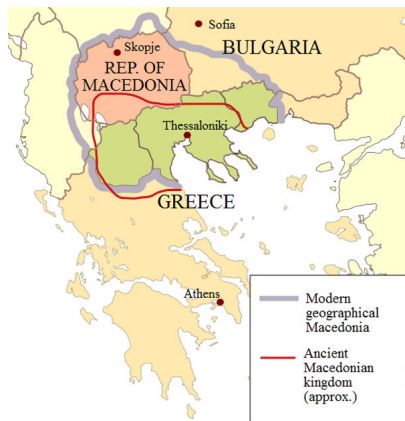 Sofia
BULGARIA
Skopje
REP. OF
MACEDONIA
Thessaloniki
GREECE
Athens
Modern
geographical
Macedonia
Ancient
Macedonian
kingdom
(approx.)